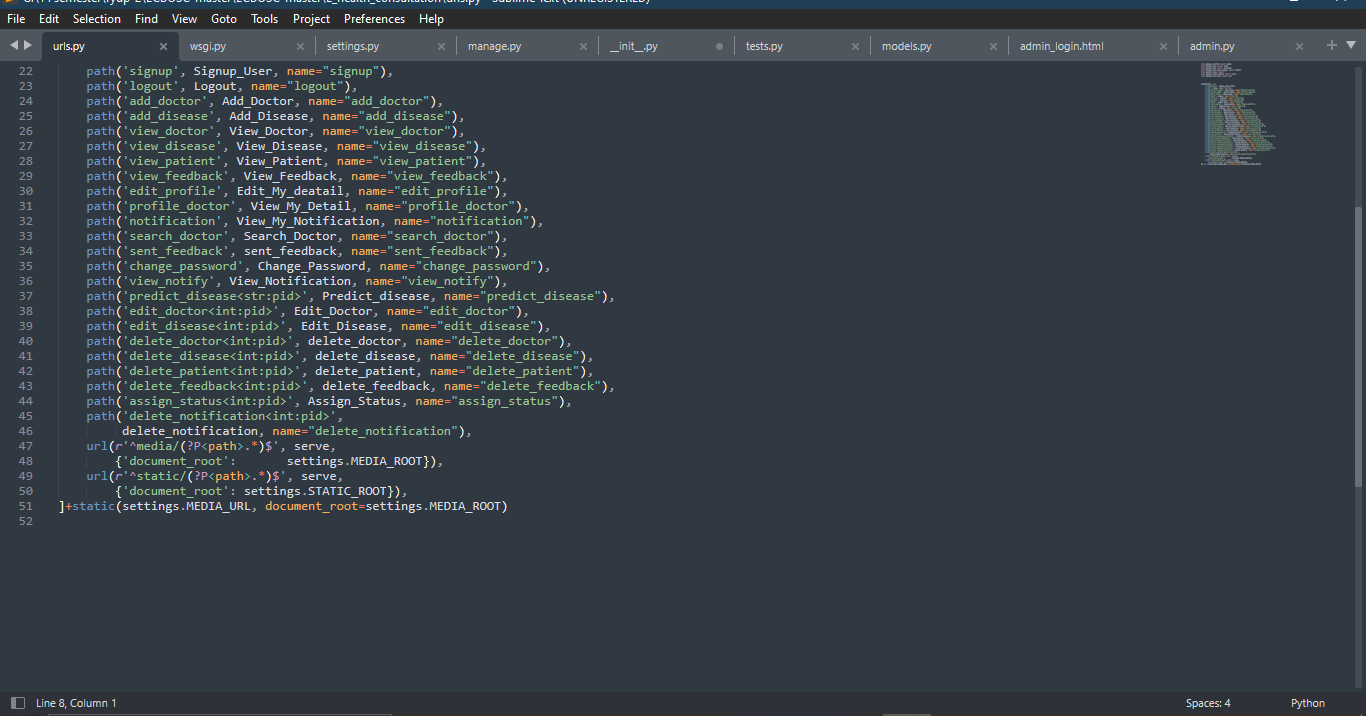 File Edit Selection Find View Goto Tools Project Preferences Help
urls.py × wsgi.py × settings.py × manage.py × __init__.py tests.py × models.py × admin_login.html × admin.py ×
22 path('signup', Signup_User, name="signup"),
23 path('logout', Logout, name="logout"),
24 path('add_doctor', Add_Doctor, name="add_doctor"),
25 path('add_disease', Add_Disease, name="add_disease"),
26 path('view_doctor', View_Doctor, name="view_doctor"),
27 path('view_disease', View_Disease, name="view_disease"),
28 path('view_patient', View_Patient, name="view_patient"),
29 path('view_feedback', View_Feedback, name="view_feedback"),
30 path('edit_profile', Edit_My_deatail, name="edit_profile"),
31 path('profile_doctor', View_My_Detail, name="profile_doctor"),
32 path('notification', View_My_Notification, name="notification"),
33 path('search_doctor', Search_Doctor, name="search_doctor"),
34 path('sent_feedback', sent_feedback, name="sent_feedback"),
35 path('change_password', Change_Password, name="change_password"),
36 path('view_notify', View_Notification, name="view_notify"),
37 path('predict_disease<str:pid>', Predict_disease, name="predict_disease"),
38 path('edit_doctor<int:pid>', Edit_Doctor, name="edit_doctor"),
39 path('edit_disease<int:pid>', Edit_Disease, name="edit_disease"),
40 path('delete_doctor<int:pid>', delete_doctor, name="delete_doctor"),
41 path('delete_disease<int:pid>', delete_disease, name="delete_disease"),
42 path('delete_patient<int:pid>', delete_patient, name="delete_patient"),
43 path('delete_feedback<int:pid>', delete_feedback, name="delete_feedback"),
44 path('assign_status<int:pid>', Assign_Status, name="assign_status"),
45 path('delete_notification<int:pid>',
46 delete_notification, name="delete_notification"),
47 url(r'^media/(?P<path>.*)$', serve,
48 {'document_root': settings.MEDIA_ROOT}),
49 url(r'^static/(?P<path>.*)$', serve,
50 {'document_root': settings.STATIC_ROOT}),
51 ]+static(settings.MEDIA_URL, document_root=settings.MEDIA_ROOT)
52
Line 8, Column 1 Spaces: 4 Python